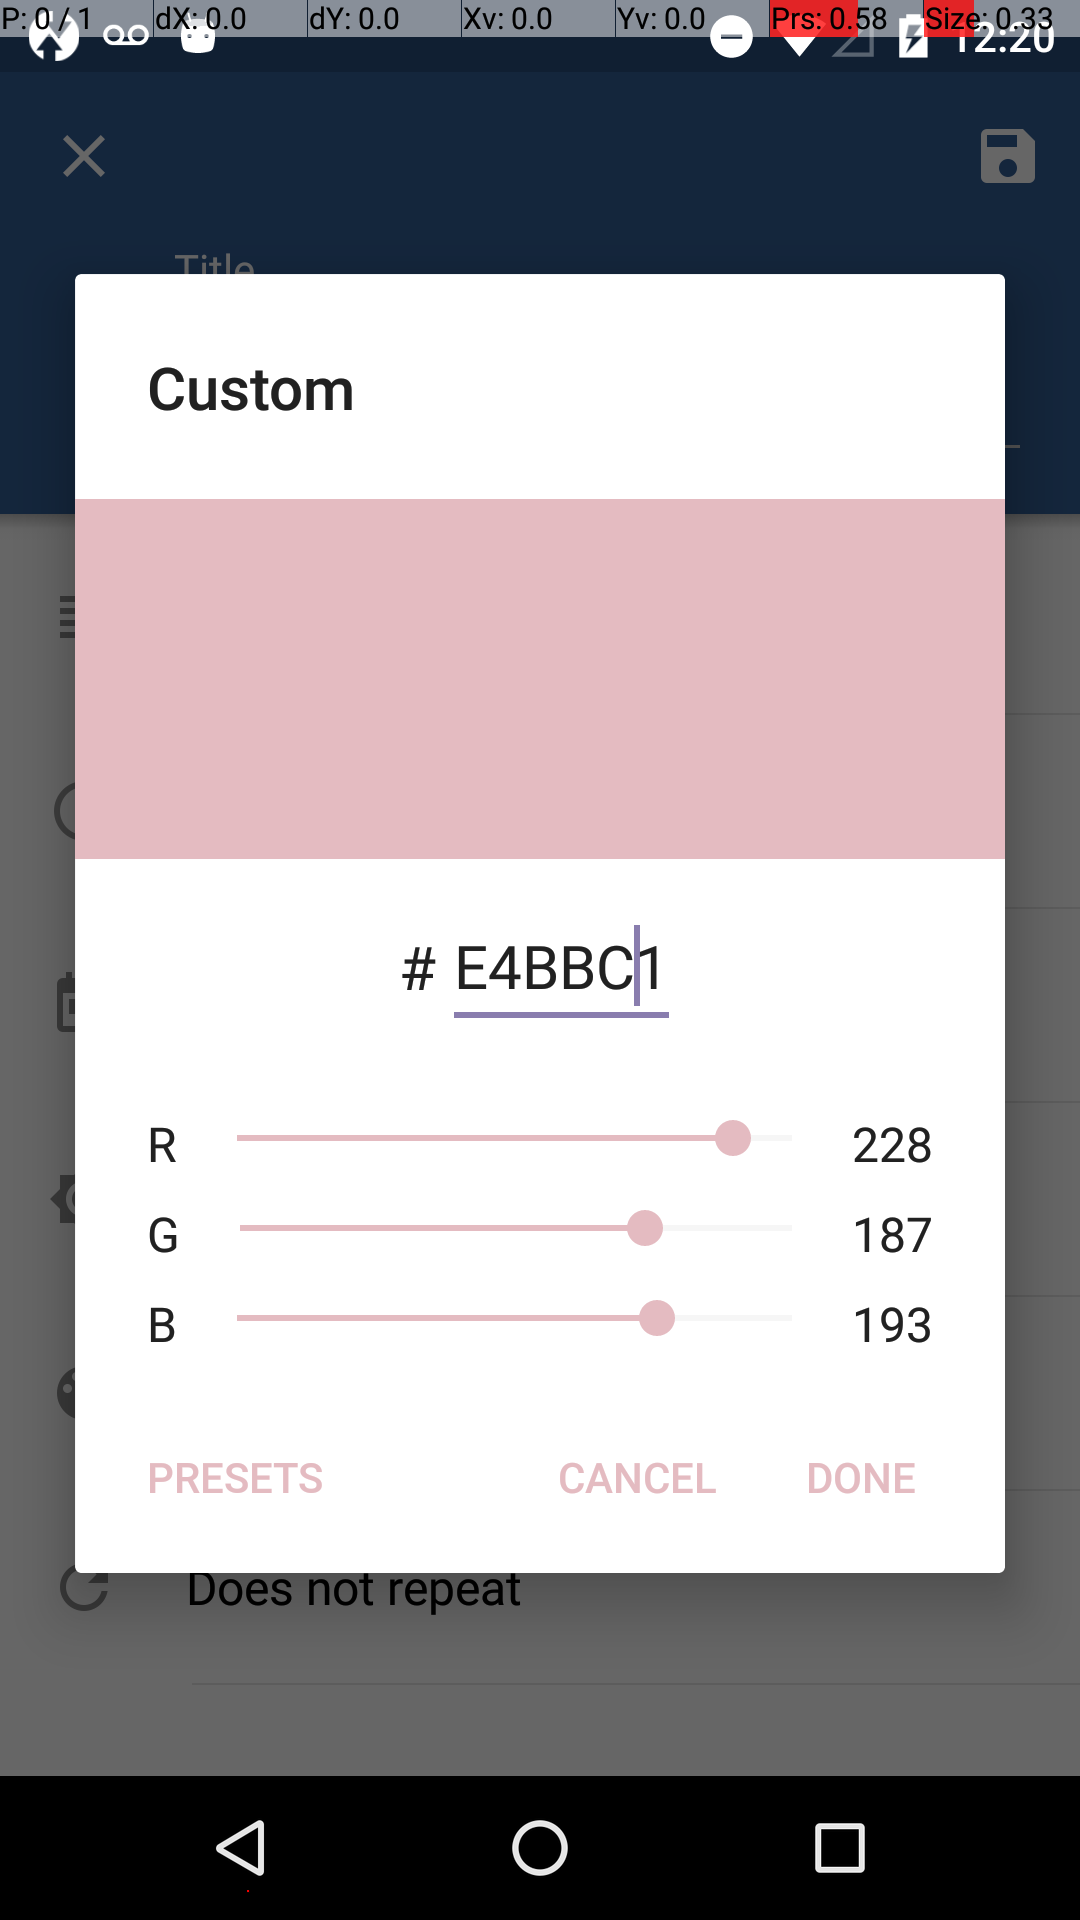 P: 0 / 1 dX: 0.0 dY: 0.0 Xv: 0.0 Yv: 0.0 Prs: 0.58 Size: 0.33
12:20
Title
Custom
# E4BBC1
R 228
G 187
B 193
PRESETS CANCEL DONE
Does not repeat